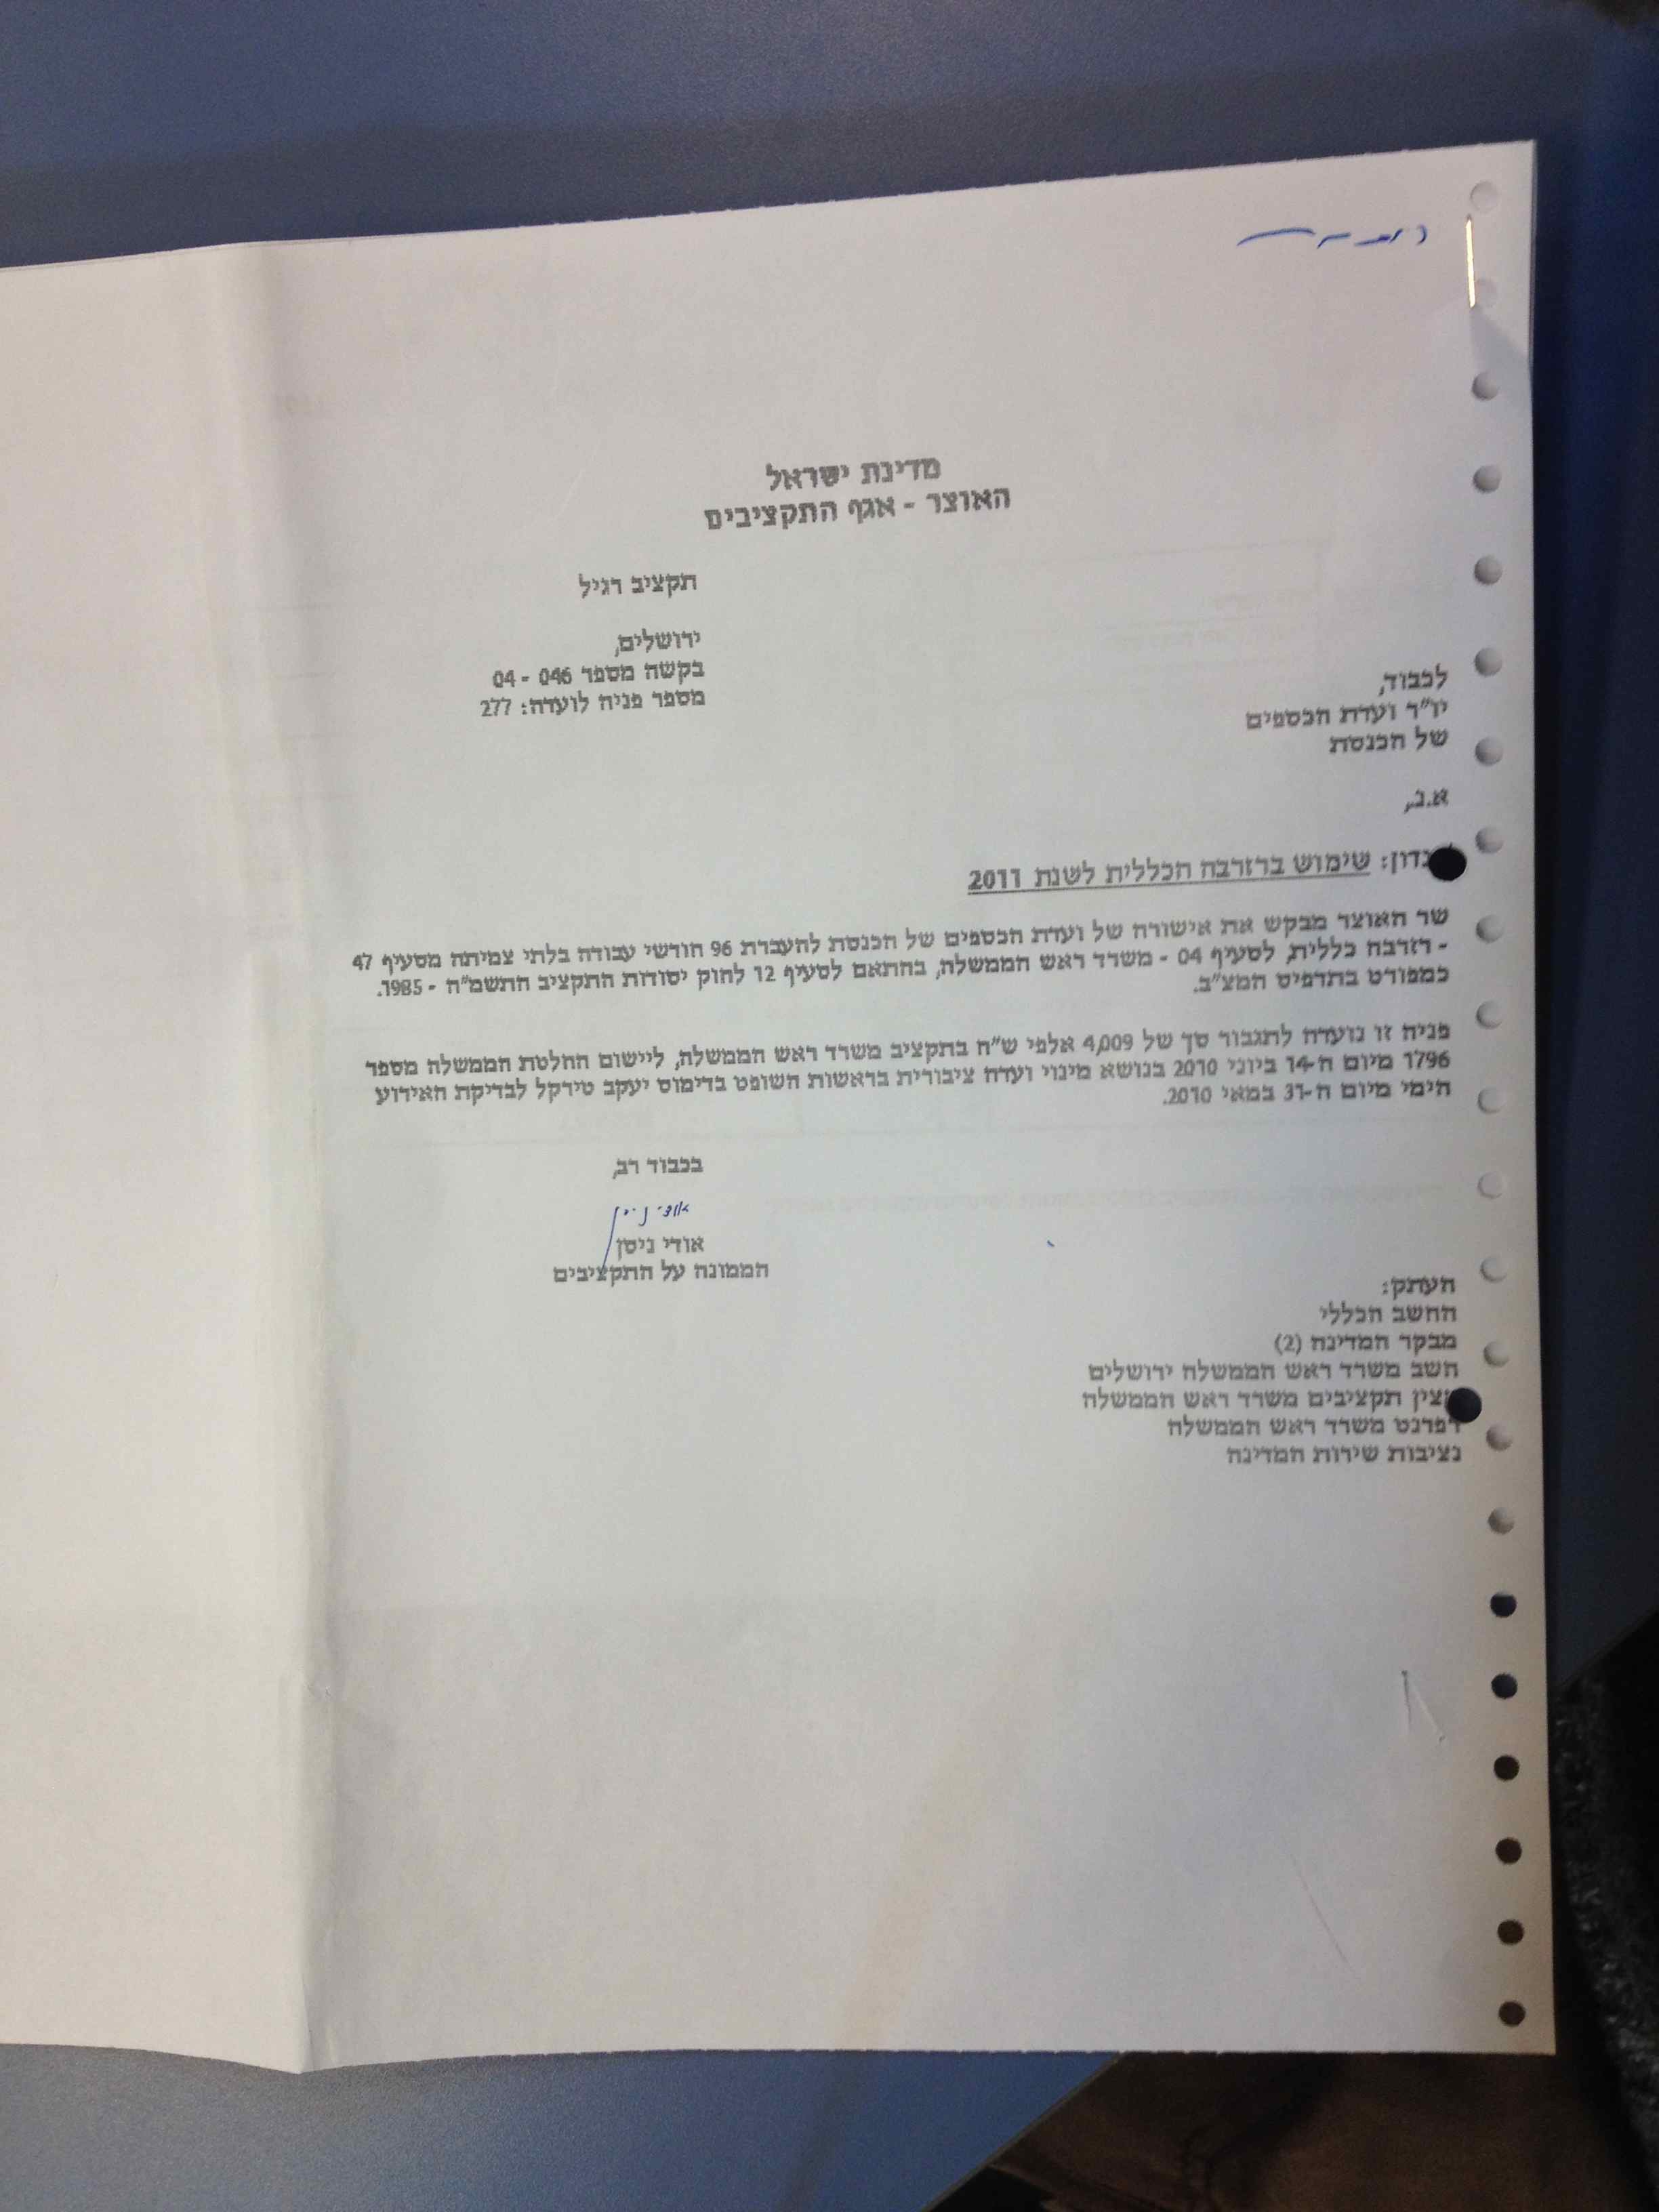 מדינת ישראל
האוצר - אגף התקציבים
תקציב רגיל
ירושלים,
בקשה מספר 046 - 04
מספר פניה לועדה: 277
לכבוד,
יו"ר ועדת הכספים
של הכנסת
א.נ.,
הנדון: שימוש ברזרבה הכללית לשנת 2011
שר האוצר מבקש את אישורה של ועדת הכספים של הכנסת להעברת 96 חודשי עבודה בלתי צמיתה מסעיף 47
- רזרבה כללית, לסעיף 04 - משרד ראש הממשלה, בהתאם לסעיף 12 לחוק יסודות התקציב התשמ"ה - 1985.
כמפורט בתדפיס המצ"ב.
פניה זו נועדה לתגבור סך של 4,009 אלפי ש"ח בתקציב משרד ראש הממשלה, ליישום החלטת הממשלה מספר
1796 מיום ה-14 ביוני 2010 בנושא מינוי ועדה ציבורית בראשות השופט בדימוס יעקב טירקל לבדיקת האירוע
הימי מיום ה-31 במאי 2010.
בכבוד רב,
אודי ניסן
אודי ניסן
הממונה על התקציבים
העתק:
החשב הכללי
מבקר המדינה (2)
חשב משרד ראש הממשלה ירושלים
קצין תקציבים משרד ראש הממשלה
רפרנט משרד ראש הממשלה
נציבות שירות המדינה